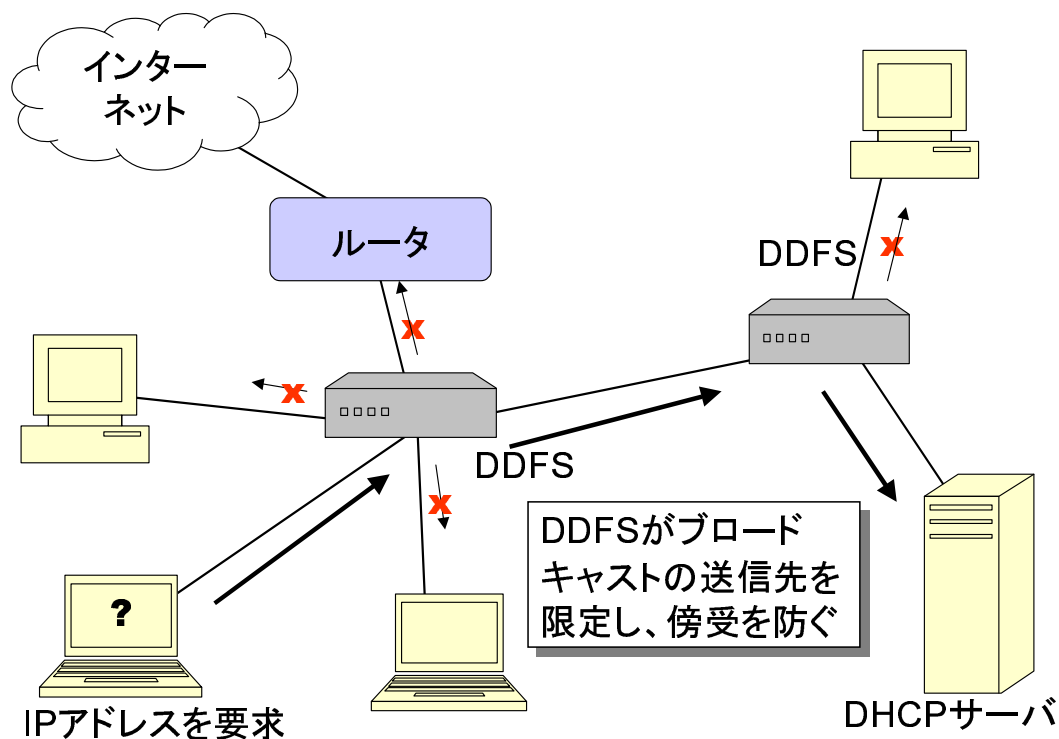 インター
ネット
ルータ
DDFS
x
x
x
DDFS
x
DDFSがブロード
キャストの送信先を
限定し、傍受を防ぐ
?
IPアドレスを要求
DHCPサーバ